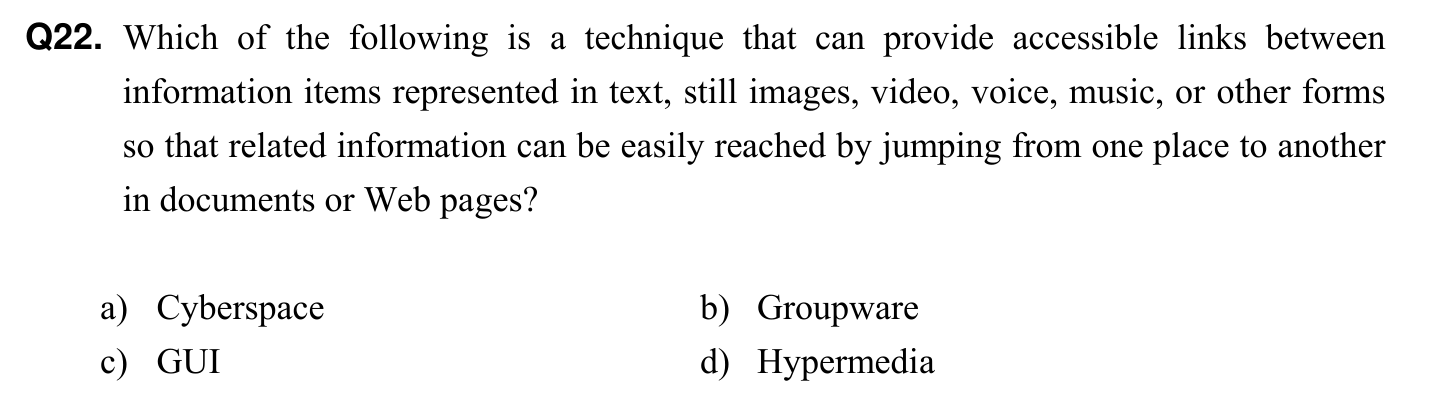 Q22. Which of the following is a technique that can provide accessible links between
information items represented in text, still images, video, voice, music, or other forms
so that related information can be easily reached by jumping from one place to another
in documents or Web pages?
a) Cyberspace b) Groupware
c) GUI d) Hypermedia